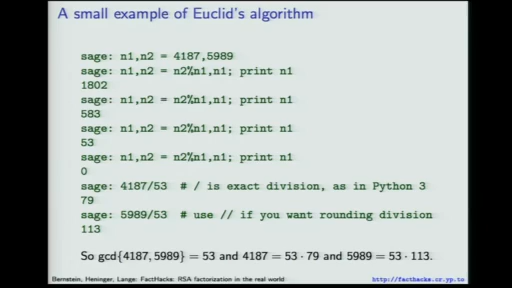 A small example of Euclid's algorithm
sage: n1,n2 = 4187,5989
sage: n1,n2 = n2%n1,n1; print n1
1802
sage: n1,n2 = n2%n1,n1; print n1
583
sage: n1,n2 = n2%n1,n1; print n1
53
sage: n1,n2 = n2%n1,n1; print n1
0
sage: 4187/53 # / is exact division, as in Python 3
79
sage: 5989/53 # use // if you want rounding division
113
So gcd{4187, 5989} = 53 and 4187 = 53 · 79 and 5989 = 53 · 113.
Bernstein, Heninger, Lange: FactHacks: RSA factorization in the real world http://facthacks.cr.yp.to